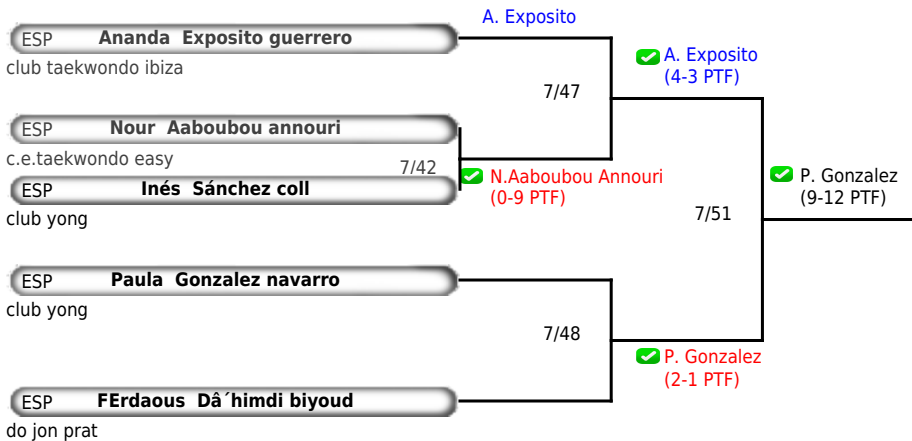 A. Exposito
ESP Ananda Exposito guerrero
club taekwondo ibiza
A. Exposito
(4-3 PTF)
7/47
ESP Nour Aaboubou annouri
c.e.taekwondo easy
7/42
N.Aaboubou Annouri
(0-9 PTF)
ESP Inés Sánchez coll
club yong
P. Gonzalez
(9-12 PTF)
7/51
ESP Paula Gonzalez navarro
club yong
7/48
P. Gonzalez
(2-1 PTF)
ESP FErdaous Dâ´himdi biyoud
do jon prat